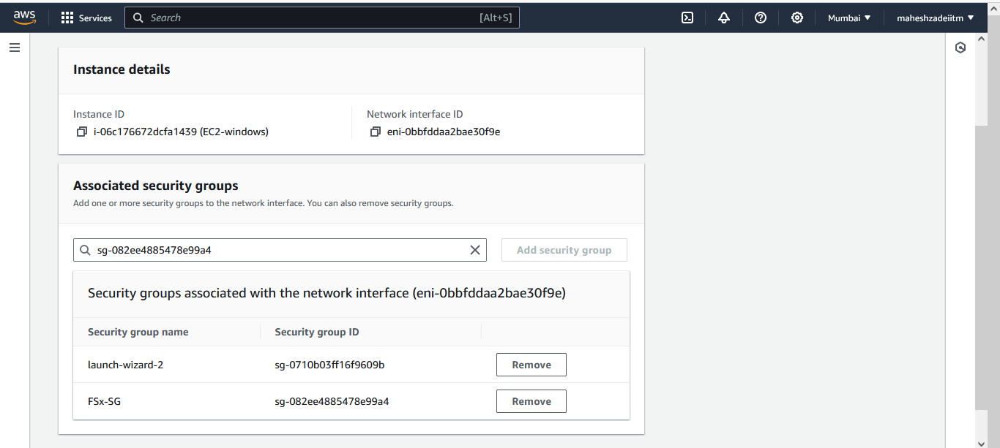 aws Services Search [Alt+S] Mumbai maheshzadeiitm
Instance details
Instance ID Network interface ID
i-06c176672dcfa1439 (EC2-windows) eni-0bbfddaa2bae30f9e
Associated security groups
Add one or more security groups to the network interface. You can also remove security groups.
sg-082ee4885478e99a4 Add security group
Security groups associated with the network interface (eni-0bbfddaa2bae30f9e)
Security group name Security group ID
launch-wizard-2 sg-0710b03ff16f9609b Remove
FSx-SG sg-082ee4885478e99a4 Remove